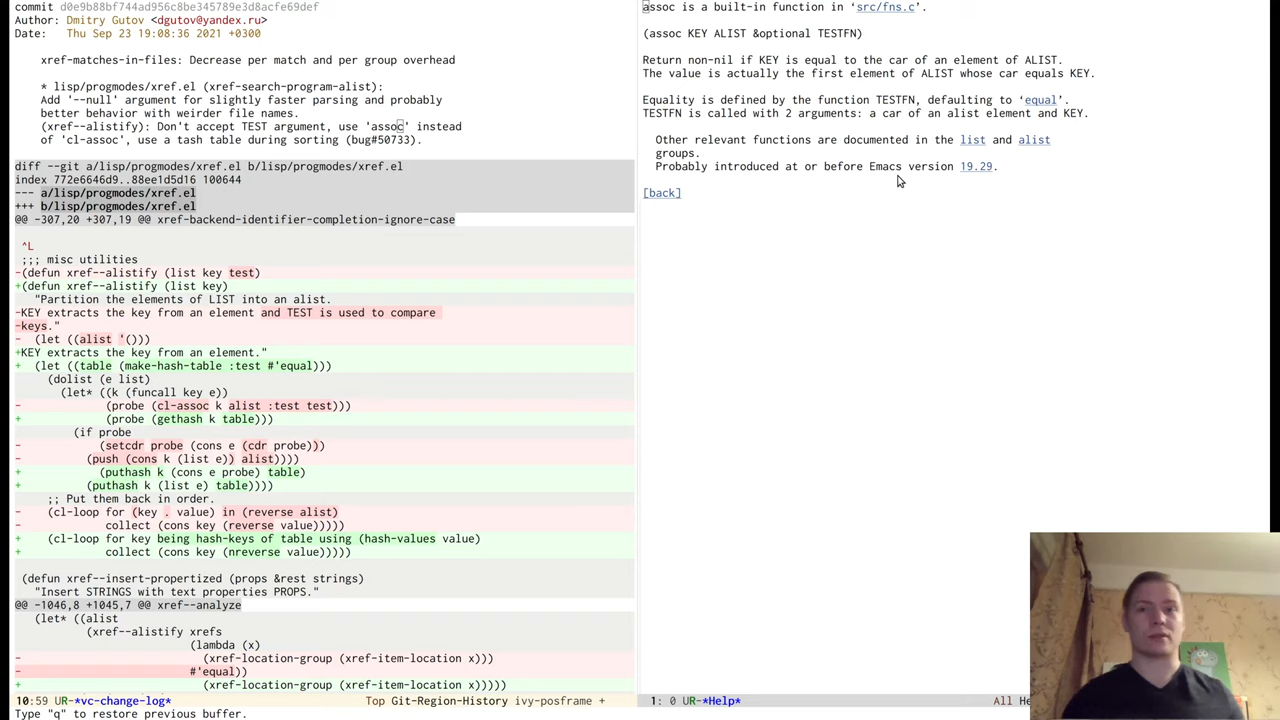 commit d0e9b88bf744ad956c8be345789e3d8acfe69def
Author: Dmitry Gutov <dgutov@yandex.ru>
Date:   Thu Sep 23 19:08:36 2021 +0300
xref-matches-in-files: Decrease per match and per group overhead
* lisp/progmodes/xref.el (xref-search-program-alist):
Add '--null' argument for slightly faster parsing and probably
better behavior with weirder file names.
(xref--alistify): Don't accept TEST argument, use 'assoc' instead
of 'cl-assoc', use a tash table during sorting (bug#50733).
diff --git a/lisp/progmodes/xref.el b/lisp/progmodes/xref.el
index 772e6646d9..88ee1d5d16 100644
--- a/lisp/progmodes/xref.el
+++ b/lisp/progmodes/xref.el
@@ -307,20 +307,19 @@ xref-backend-identifier-completion-ignore-case
^L
;;; misc utilities
-(defun xref--alistify (list key test)
+(defun xref--alistify (list key)
"Partition the elements of LIST into an alist.
-KEY extracts the key from an element and TEST is used to compare
-keys."
-  (let ((alist '()))
+KEY extracts the key from an element."
+  (let ((table (make-hash-table :test #'equal)))
(dolist (e list)
(let* ((k (funcall key e))
-             (probe (cl-assoc k alist :test test)))
+             (probe (gethash k table)))
(if probe
-            (setcdr probe (cons e (cdr probe)))
-          (push (cons k (list e)) alist))))
+            (puthash k (cons e probe) table)
+          (puthash k (list e) table))))
;; Put them back in order.
-    (cl-loop for (key . value) in (reverse alist)
-             collect (cons key (reverse value)))))
+    (cl-loop for key being hash-keys of table using (hash-values value)
+             collect (cons key (nreverse value)))))
(defun xref--insert-propertized (props &rest strings)
"Insert STRINGS with text properties PROPS."
@@ -1046,8 +1045,7 @@ xref--analyze
(let* ((alist
(xref--alistify xrefs
(lambda (x)
-                            (xref-location-group (xref-item-location x)))
-                          #'equal))
+                            (xref-location-group (xref-item-location x)))))
10:59 UR-*vc-change-log* Top Git-Region-History ivy-posframe +
Type "q" to restore previous buffer.
assoc is a built-in function in ‘src/fns.c’.
(assoc KEY ALIST &optional TESTFN)
Return non-nil if KEY is equal to the car of an element of ALIST.
The value is actually the first element of ALIST whose car equals KEY.
Equality is defined by the function TESTFN, defaulting to ‘equal’.
TESTFN is called with 2 arguments: a car of an alist element and KEY.
Other relevant functions are documented in the list and alist
groups.
Probably introduced at or before Emacs version 19.29.
[back]
1: 0 UR-*Help* All He